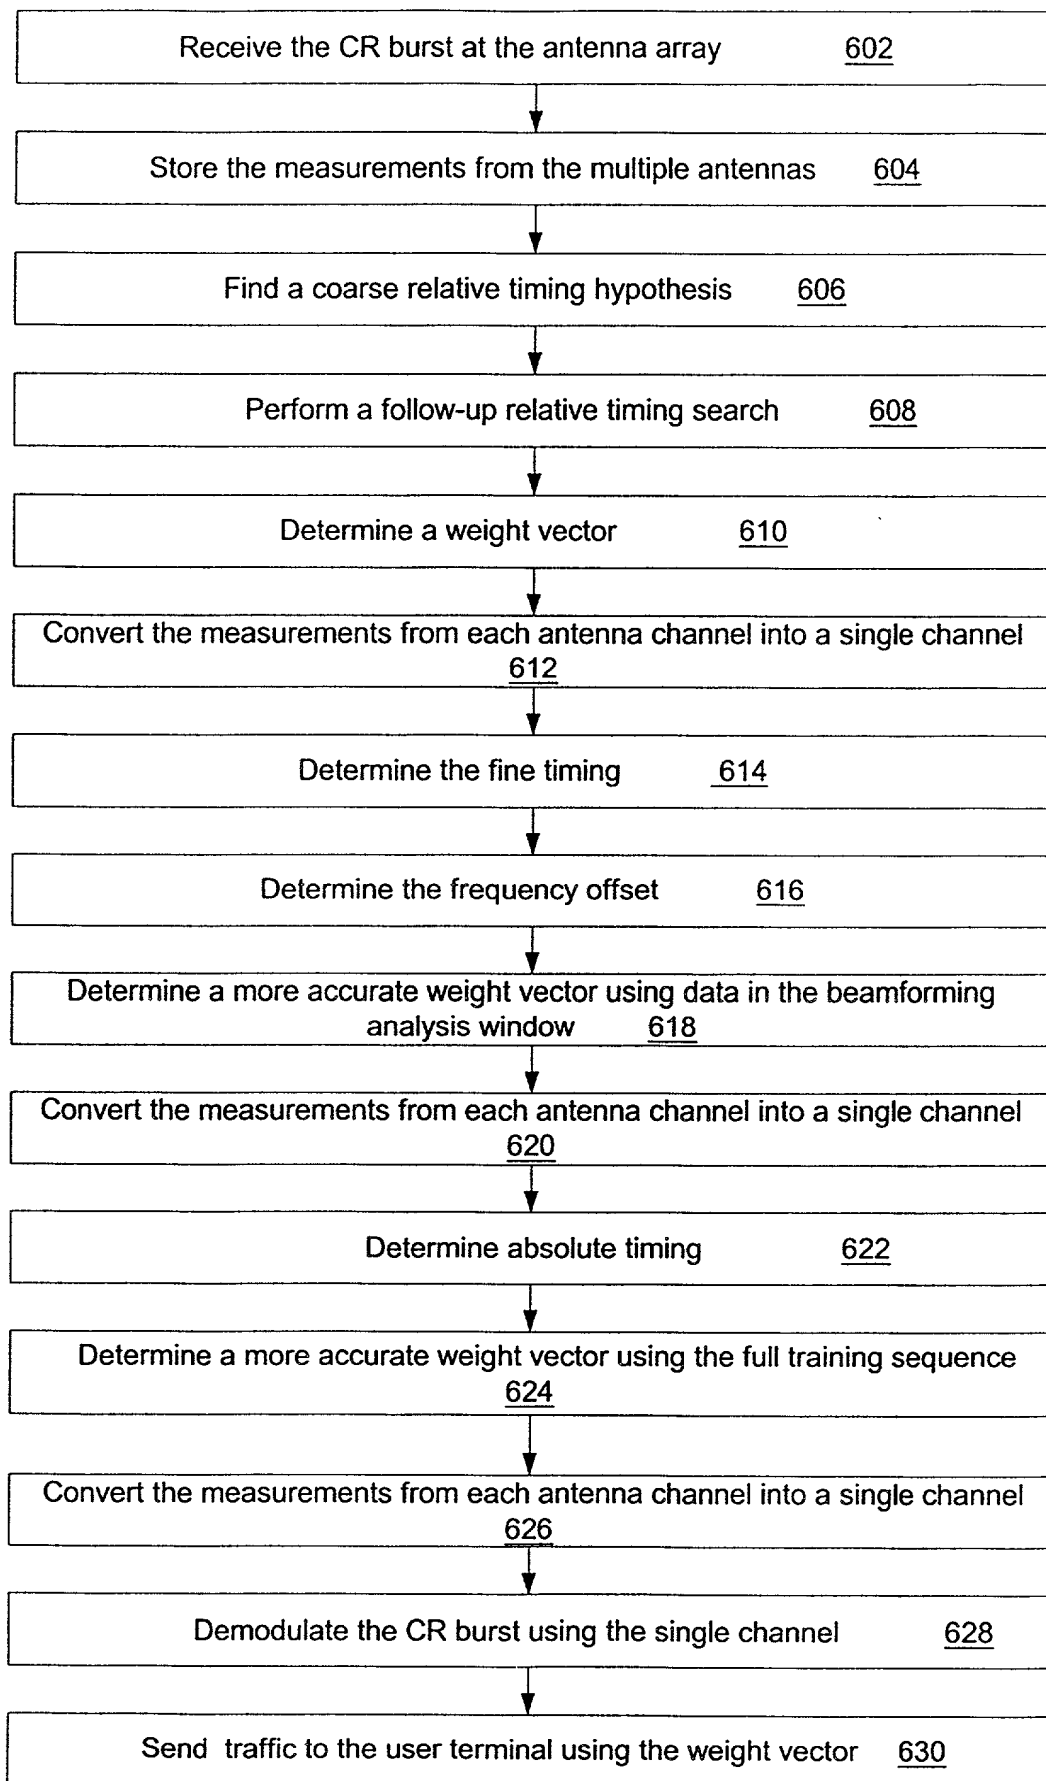 Receive the CR burst at the antenna array 602
Store the measurements from the multiple antennas 604
Find a coarse relative timing hypothesis 606
Perform a follow-up relative timing search 608
Determine a weight vector 610
Convert the measurements from each antenna channel into a single channel
612
Determine the fine timing 614
Determine the frequency offset 616
Determine a more accurate weight vector using data in the beamforming
analysis window 618
Convert the measurements from each antenna channel into a single channel
620
Determine absolute timing 622
Determine a more accurate weight vector using the full training sequence
624
Convert the measurements from each antenna channel into a single channel
626
Demodulate the CR burst using the single channel 628
Send traffic to the user terminal using the weight vector 630